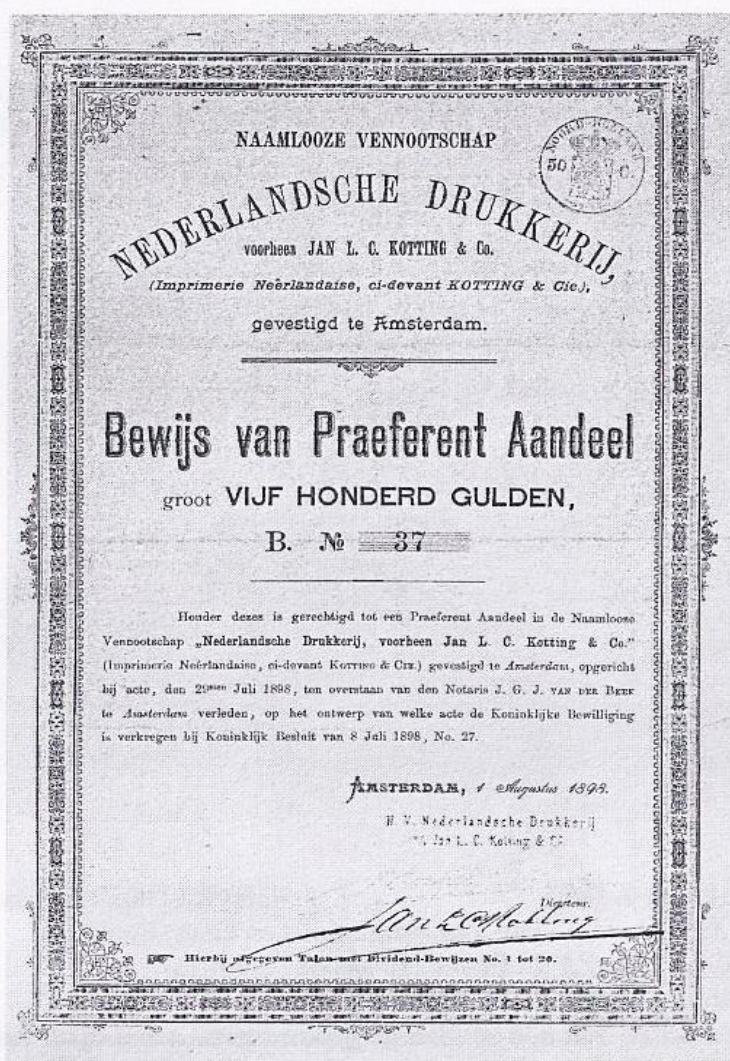 NAAMLOOZE VENNOOTSCHAP
NOORD-HOLLAND
50 C.
NEDERLANDSCHE DRUKKERIJ,
voorheen JAN L. C. KOTTING & Co.
(Imprimerie Neêrlandaise, ci-devant KOTTING & Cie.),
gevestigd te Amsterdam.
Bewijs van Praeferent Aandeel
groot VIJF HONDERD GULDEN,
B. № 37
Houder dezes is gerechtigd tot een Praeferent Aandeel in de Naamlooze
Vennootschap „Nederlandsche Drukkerij, voorheen Jan L. C. Kotting & Co."
(Imprimerie Neêrlandaise, ci-devant KOTTING & CIE.) gevestigd te Amsterdam, opgericht
bij acte, den 29sten Juli 1898, ten overstaan van den Notaris J. G. J. VAN DER BEEK
te Amsterdam verleden, op het ontwerp van welke acte de Koninklijke Bewilliging
is verkregen bij Koninklijk Besluit van 8 Juli 1898, No. 27.
AMSTERDAM, 1 Augustus 1898.
N. V. Nederlandsche Drukkerij
Jan L. C. Kotting & Co
Directeur.
Jan L C Kotting
Hierbij afgegeven Talon met Dividend-Bewijzen No. 1 tot 20.